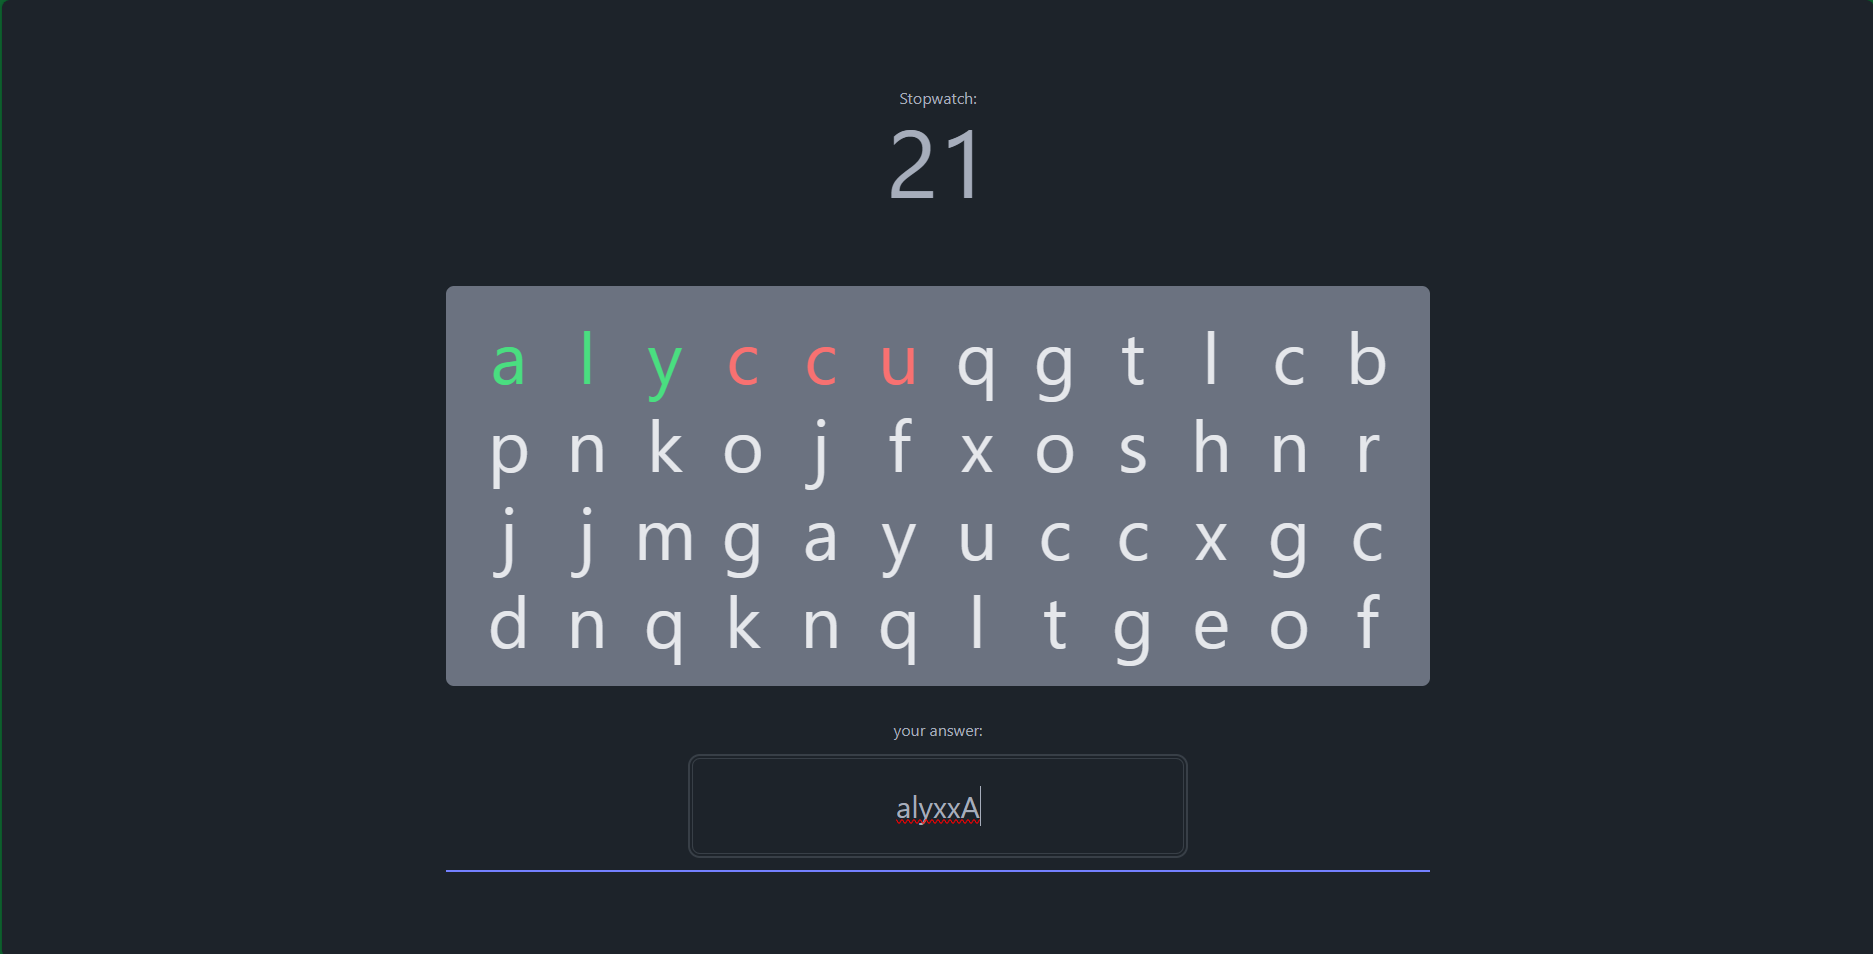 Stopwatch:
21
a l y c c u q g t l c b
p n k o j f x o s h n r
j j m g a y u c c x g c
d n q k n q l t g e o f
your answer:
alyxxA